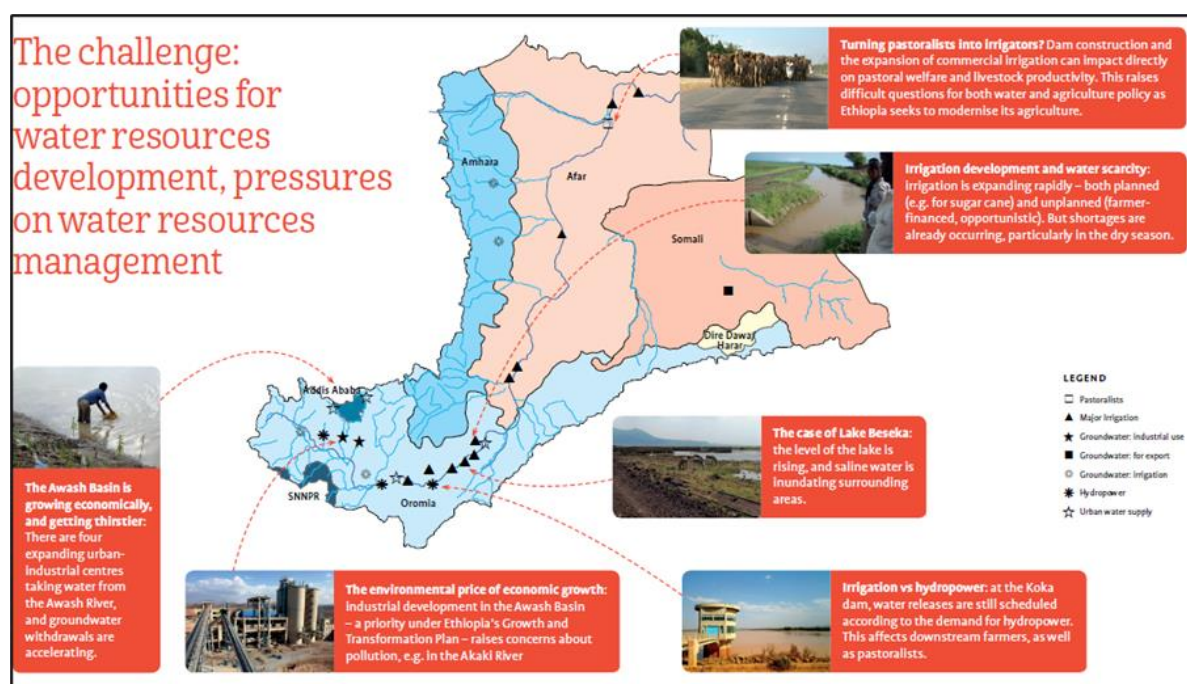 The challenge:
opportunities for
water resources
development, pressures
on water resources
management
Turning pastoralists into irrigators? Dam construction and
the expansion of commercial irrigation can impact directly
on pastoral welfare and livestock productivity. This raises
difficult questions for both water and agriculture policy as
Ethiopia seeks to modernise its agriculture.
Irrigation development and water scarcity:
irrigation is expanding rapidly – both planned
(e.g. for sugar cane) and unplanned (farmer-
financed, opportunistic). But shortages are
already occurring, particularly in the dry season.
Amhara
Afar
Somali
Dire Dawa/
Harar
Addis Ababa
SNNPR
Oromia
LEGEND
Pastoralists
Major Irrigation
Groundwater: industrial use
Groundwater: for export
Groundwater: irrigation
Hydropower
Urban water supply
The case of Lake Beseka:
the level of the lake is
rising, and saline water is
inundating surrounding
areas.
The Awash Basin is
growing economically,
and getting thirstier:
There are four
expanding urban-
industrial centres
taking water from
the Awash River,
and groundwater
withdrawals are
accelerating.
The environmental price of economic growth:
industrial development in the Awash Basin
– a priority under Ethiopia's Growth and
Transformation Plan – raises concerns about
pollution, e.g. in the Akaki River
Irrigation vs hydropower: at the Koka
dam, water releases are still scheduled
according to the demand for hydropower.
This affects downstream farmers, as well
as pastoralists.